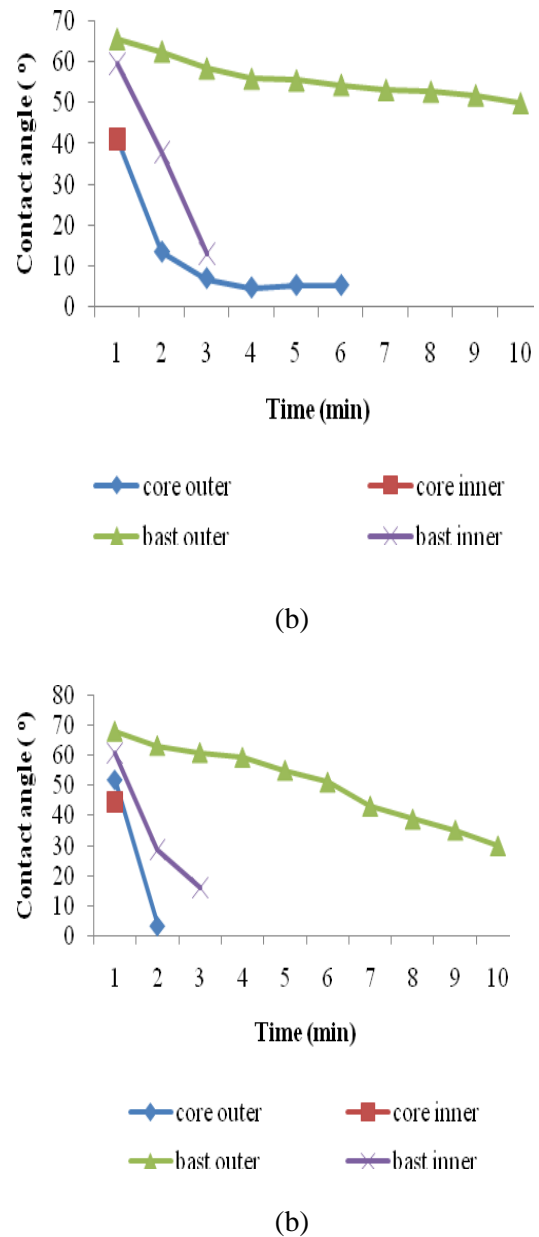 Contact angle ( °)
70
60
50
40
30
20
10
0
1 2 3 4 5 6 7 8 9 10
Time (min)
core outer core inner
bast outer bast inner
(b)
Contact angle ( °)
80
70
60
50
40
30
20
10
0
1 2 3 4 5 6 7 8 9 10
Time (min)
core outer core inner
bast outer bast inner
(b)